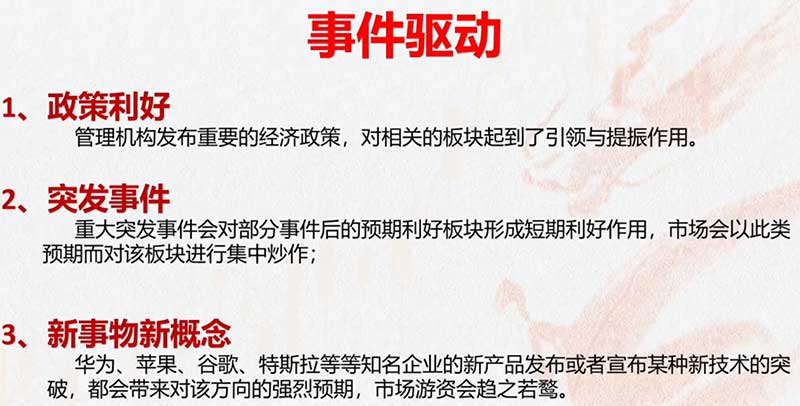 事件驱动
1、政策利好
管理机构发布重要的经济政策，对相关的板块起到了引领与提振作用。
2、突发事件
重大突发事件会对部分事件后的预期利好板块形成短期利好作用，市场会以此类
预期而对该板块进行集中炒作；
3、新事物新概念
华为、苹果、谷歌、特斯拉等等知名企业的新产品发布或者宣布某种新技术的突
破，都会带来对该方向的强烈预期，市场游资会趋之若鹜。